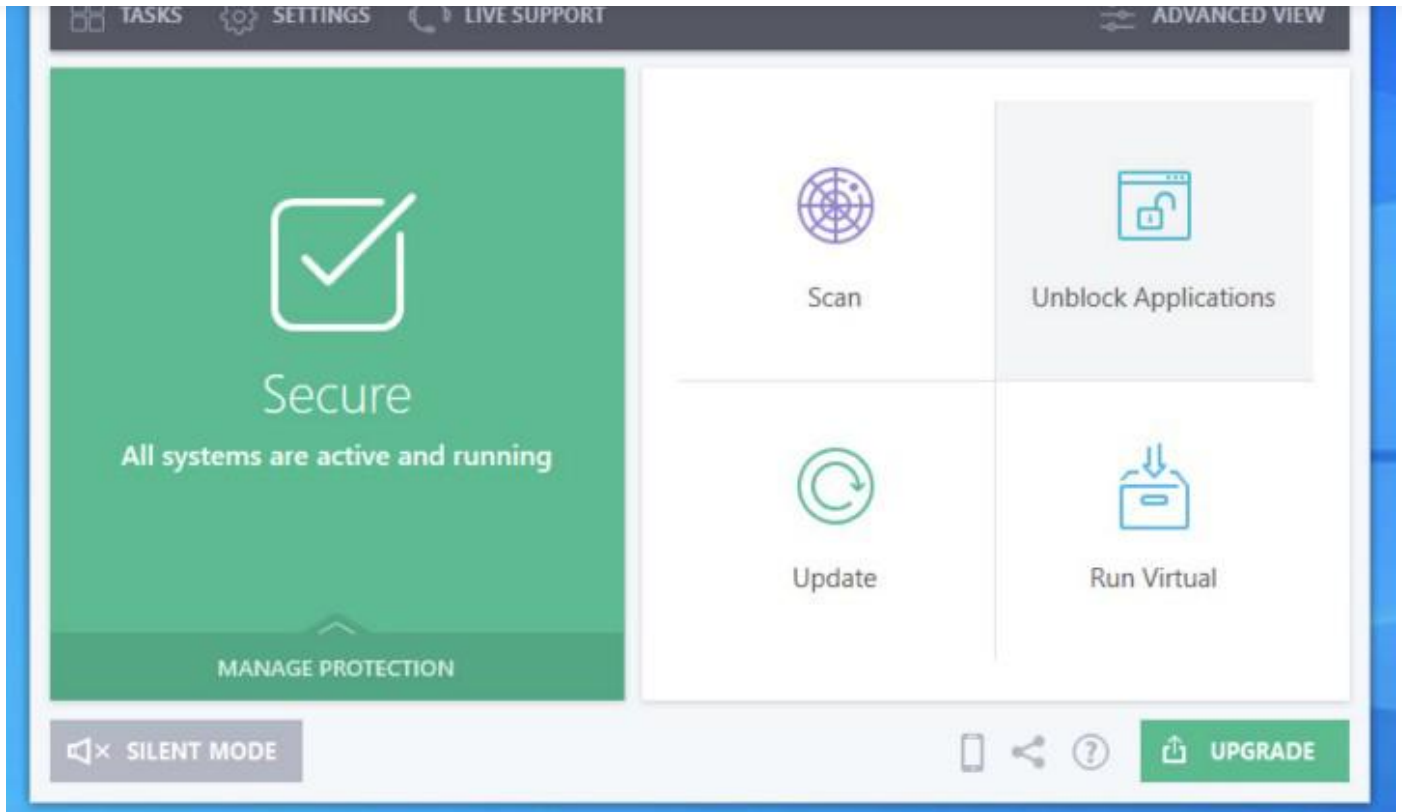 TASKS SETTINGS LIVE SUPPORT ADVANCED VIEW
Scan
Unblock Applications
Secure
All systems are active and running
Update
Run Virtual
MANAGE PROTECTION
SILENT MODE
? UPGRADE